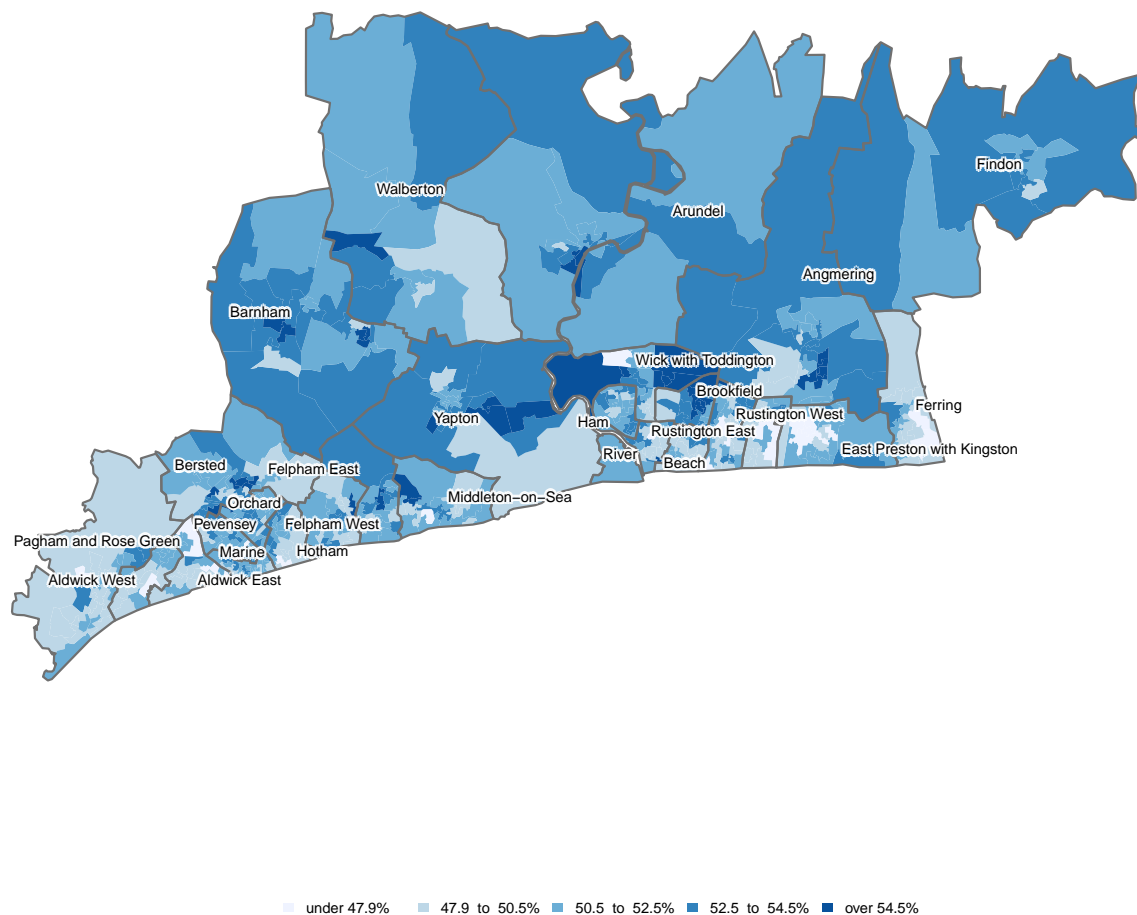 Findon
Walberton
Arundel
Angmering
Barnham
Wick with Toddington
Brookfield
Ferring
Rustington West
Yapton
Ham
Rustington East
East Preston with Kingston
River
Beach
Bersted
Felpham East
Middleton−on−Sea
Orchard
Pevensey
Felpham West
Pagham and Rose Green
Marine
Hotham
Aldwick West
Aldwick East
under 47.9% 47.9 to 50.5% 50.5 to 52.5% 52.5 to 54.5% over 54.5%